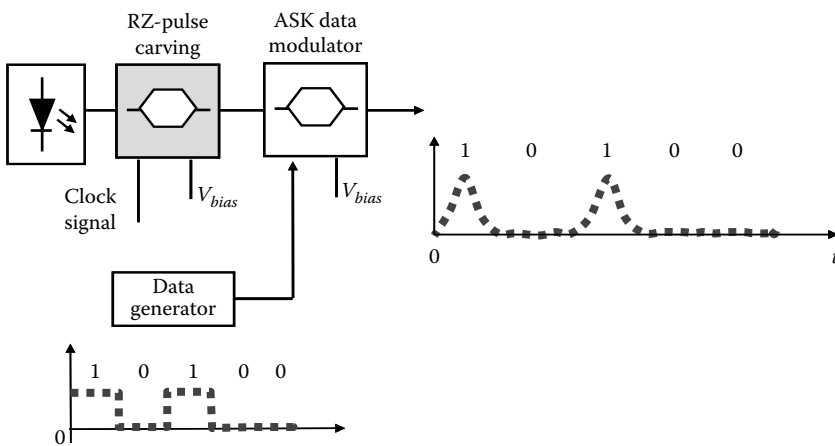 RZ-pulse
carving
ASK data
modulator
Clock
signal
V_bias
V_bias
1 0 1 0 0
0
t
Data
generator
1 0 1 0 0
0